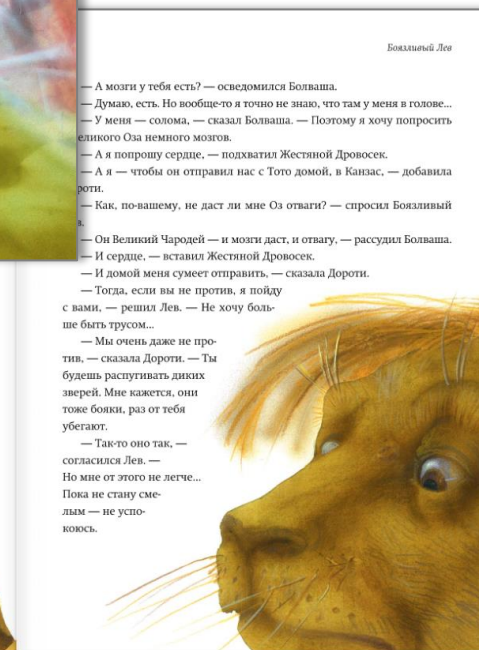 Боязливый Лев
— А мозги у тебя есть? — осведомился Болваша.
— Думаю, есть. Но вообще-то я точно не знаю, что там у меня в голове...
— У меня — солома, — сказал Болваша. — Поэтому я хочу попросить
еликого Оза немного мозгов.
— А я попрошу сердце, — подхватил Жестяной Дровосек.
— А я — чтобы он отправил нас с Тото домой, в Канзас, — добавила
роти.
— Как, по-вашему, не даст ли мне Оз отваги? — спросил Боязливый
в.
— Он Великий Чародей — и мозги даст, и отвагу, — рассудил Болваша.
— И сердце, — вставил Жестяной Дровосек.
— И домой меня сумеет отправить, — сказала Дороти.
— Тогда, если вы не против, я пойду
с вами, — решил Лев. — Не хочу боль-
ше быть трусом...
— Мы очень даже не про-
тив, — сказала Дороти. — Ты
будешь распугивать диких
зверей. Мне кажется, они
тоже бояки, раз от тебя
убегают.
— Так-то оно так, —
согласился Лев. —
Но мне от этого не легче...
Пока не стану сме-
лым — не успо-
коюсь.